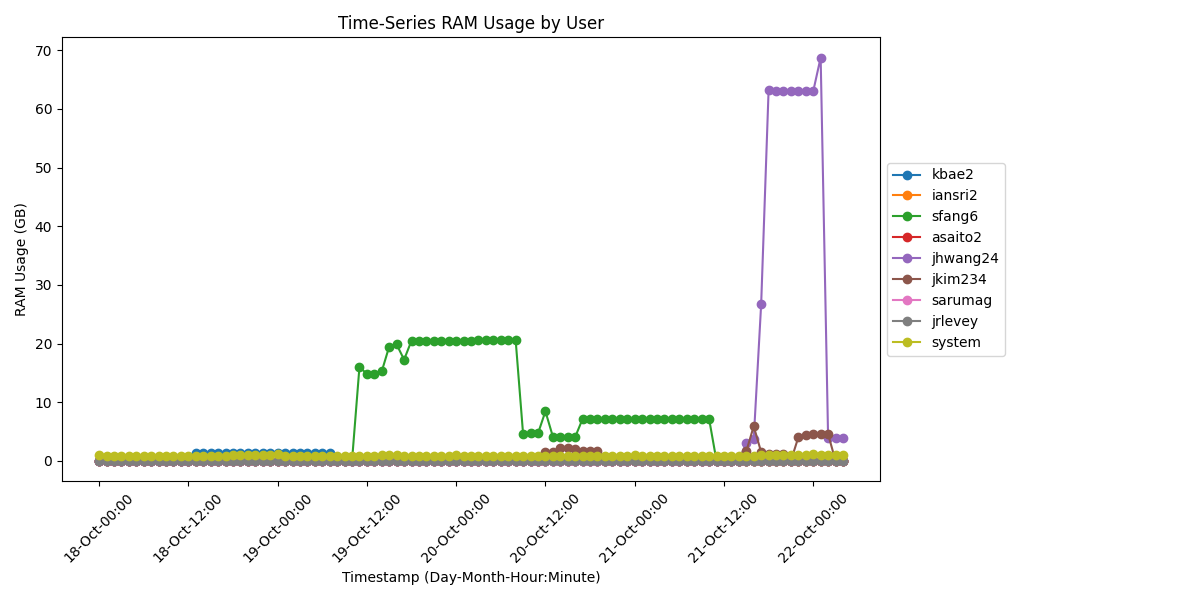 Time-Series RAM Usage by User
RAM Usage (GB)
70
60
50
40
30
20
10
0
18-Oct-00:00
18-Oct-12:00
19-Oct-00:00
19-Oct-12:00
20-Oct-00:00
20-Oct-12:00
21-Oct-00:00
21-Oct-12:00
22-Oct-00:00
Timestamp (Day-Month-Hour:Minute)
kbae2
iansri2
sfang6
asaito2
jhwang24
jkim234
sarumag
jrlevey
system